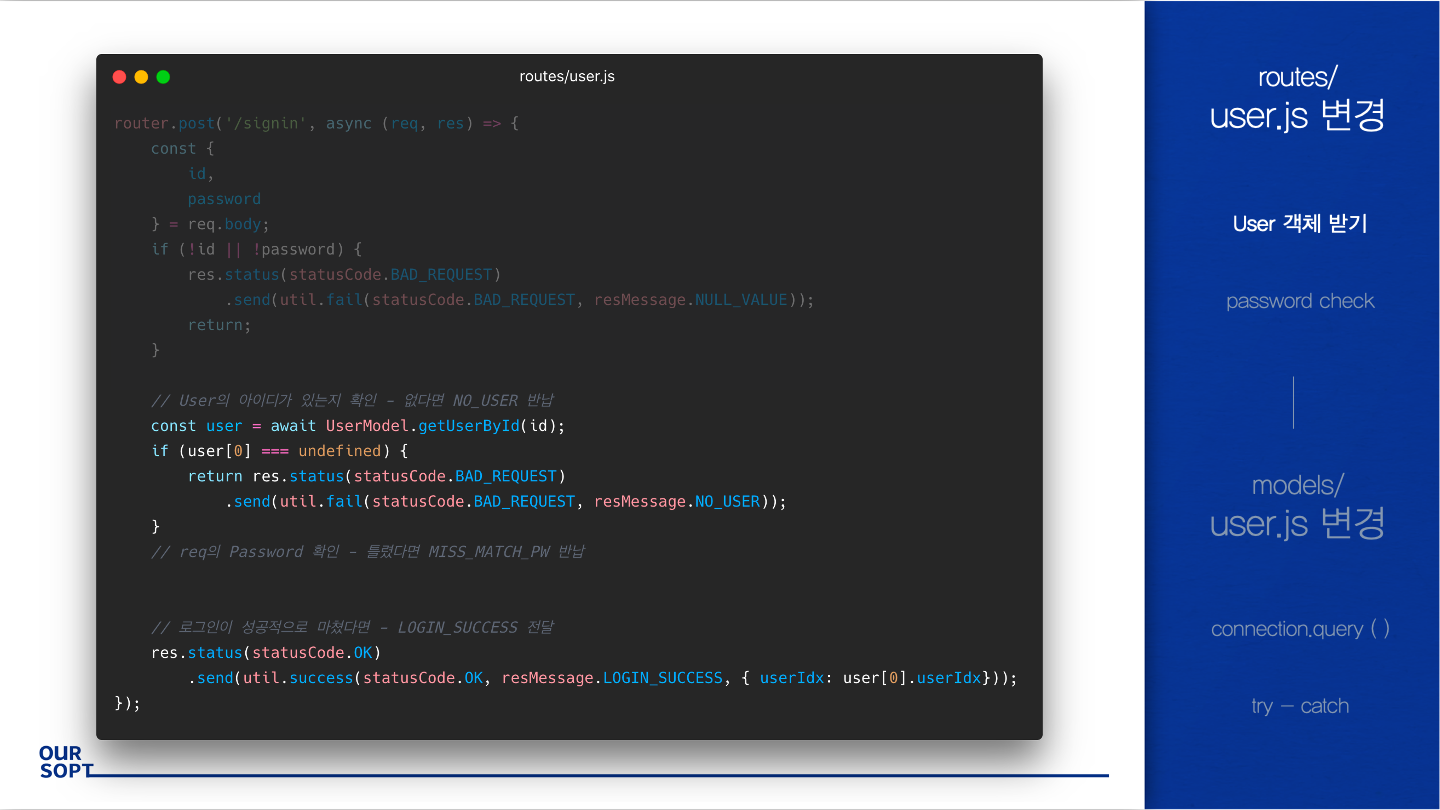 routes/user.js
router.post('/signin', async (req, res) => {
    const {
        id,
        password
    } = req.body;
    if (!id || !password) {
        res.status(statusCode.BAD_REQUEST)
            .send(util.fail(statusCode.BAD_REQUEST, resMessage.NULL_VALUE));
        return;
    }
    // User의 아이디가 있는지 확인 - 없다면 NO_USER 반납
    const user = await UserModel.getUserById(id);
    if (user[0] === undefined) {
        return res.status(statusCode.BAD_REQUEST)
            .send(util.fail(statusCode.BAD_REQUEST, resMessage.NO_USER));
    }
    // req의 Password 확인 - 틀렸다면 MISS_MATCH_PW 반납
    // 로그인이 성공적으로 마쳤다면 - LOGIN_SUCCESS 전달
    res.status(statusCode.OK)
        .send(util.success(statusCode.OK, resMessage.LOGIN_SUCCESS, { userIdx: user[0].userIdx}));
});
OUR
SOPT
routes/
user.js 변경
User 객체 받기
password check
models/
user.js 변경
connection.query ( )
try – catch